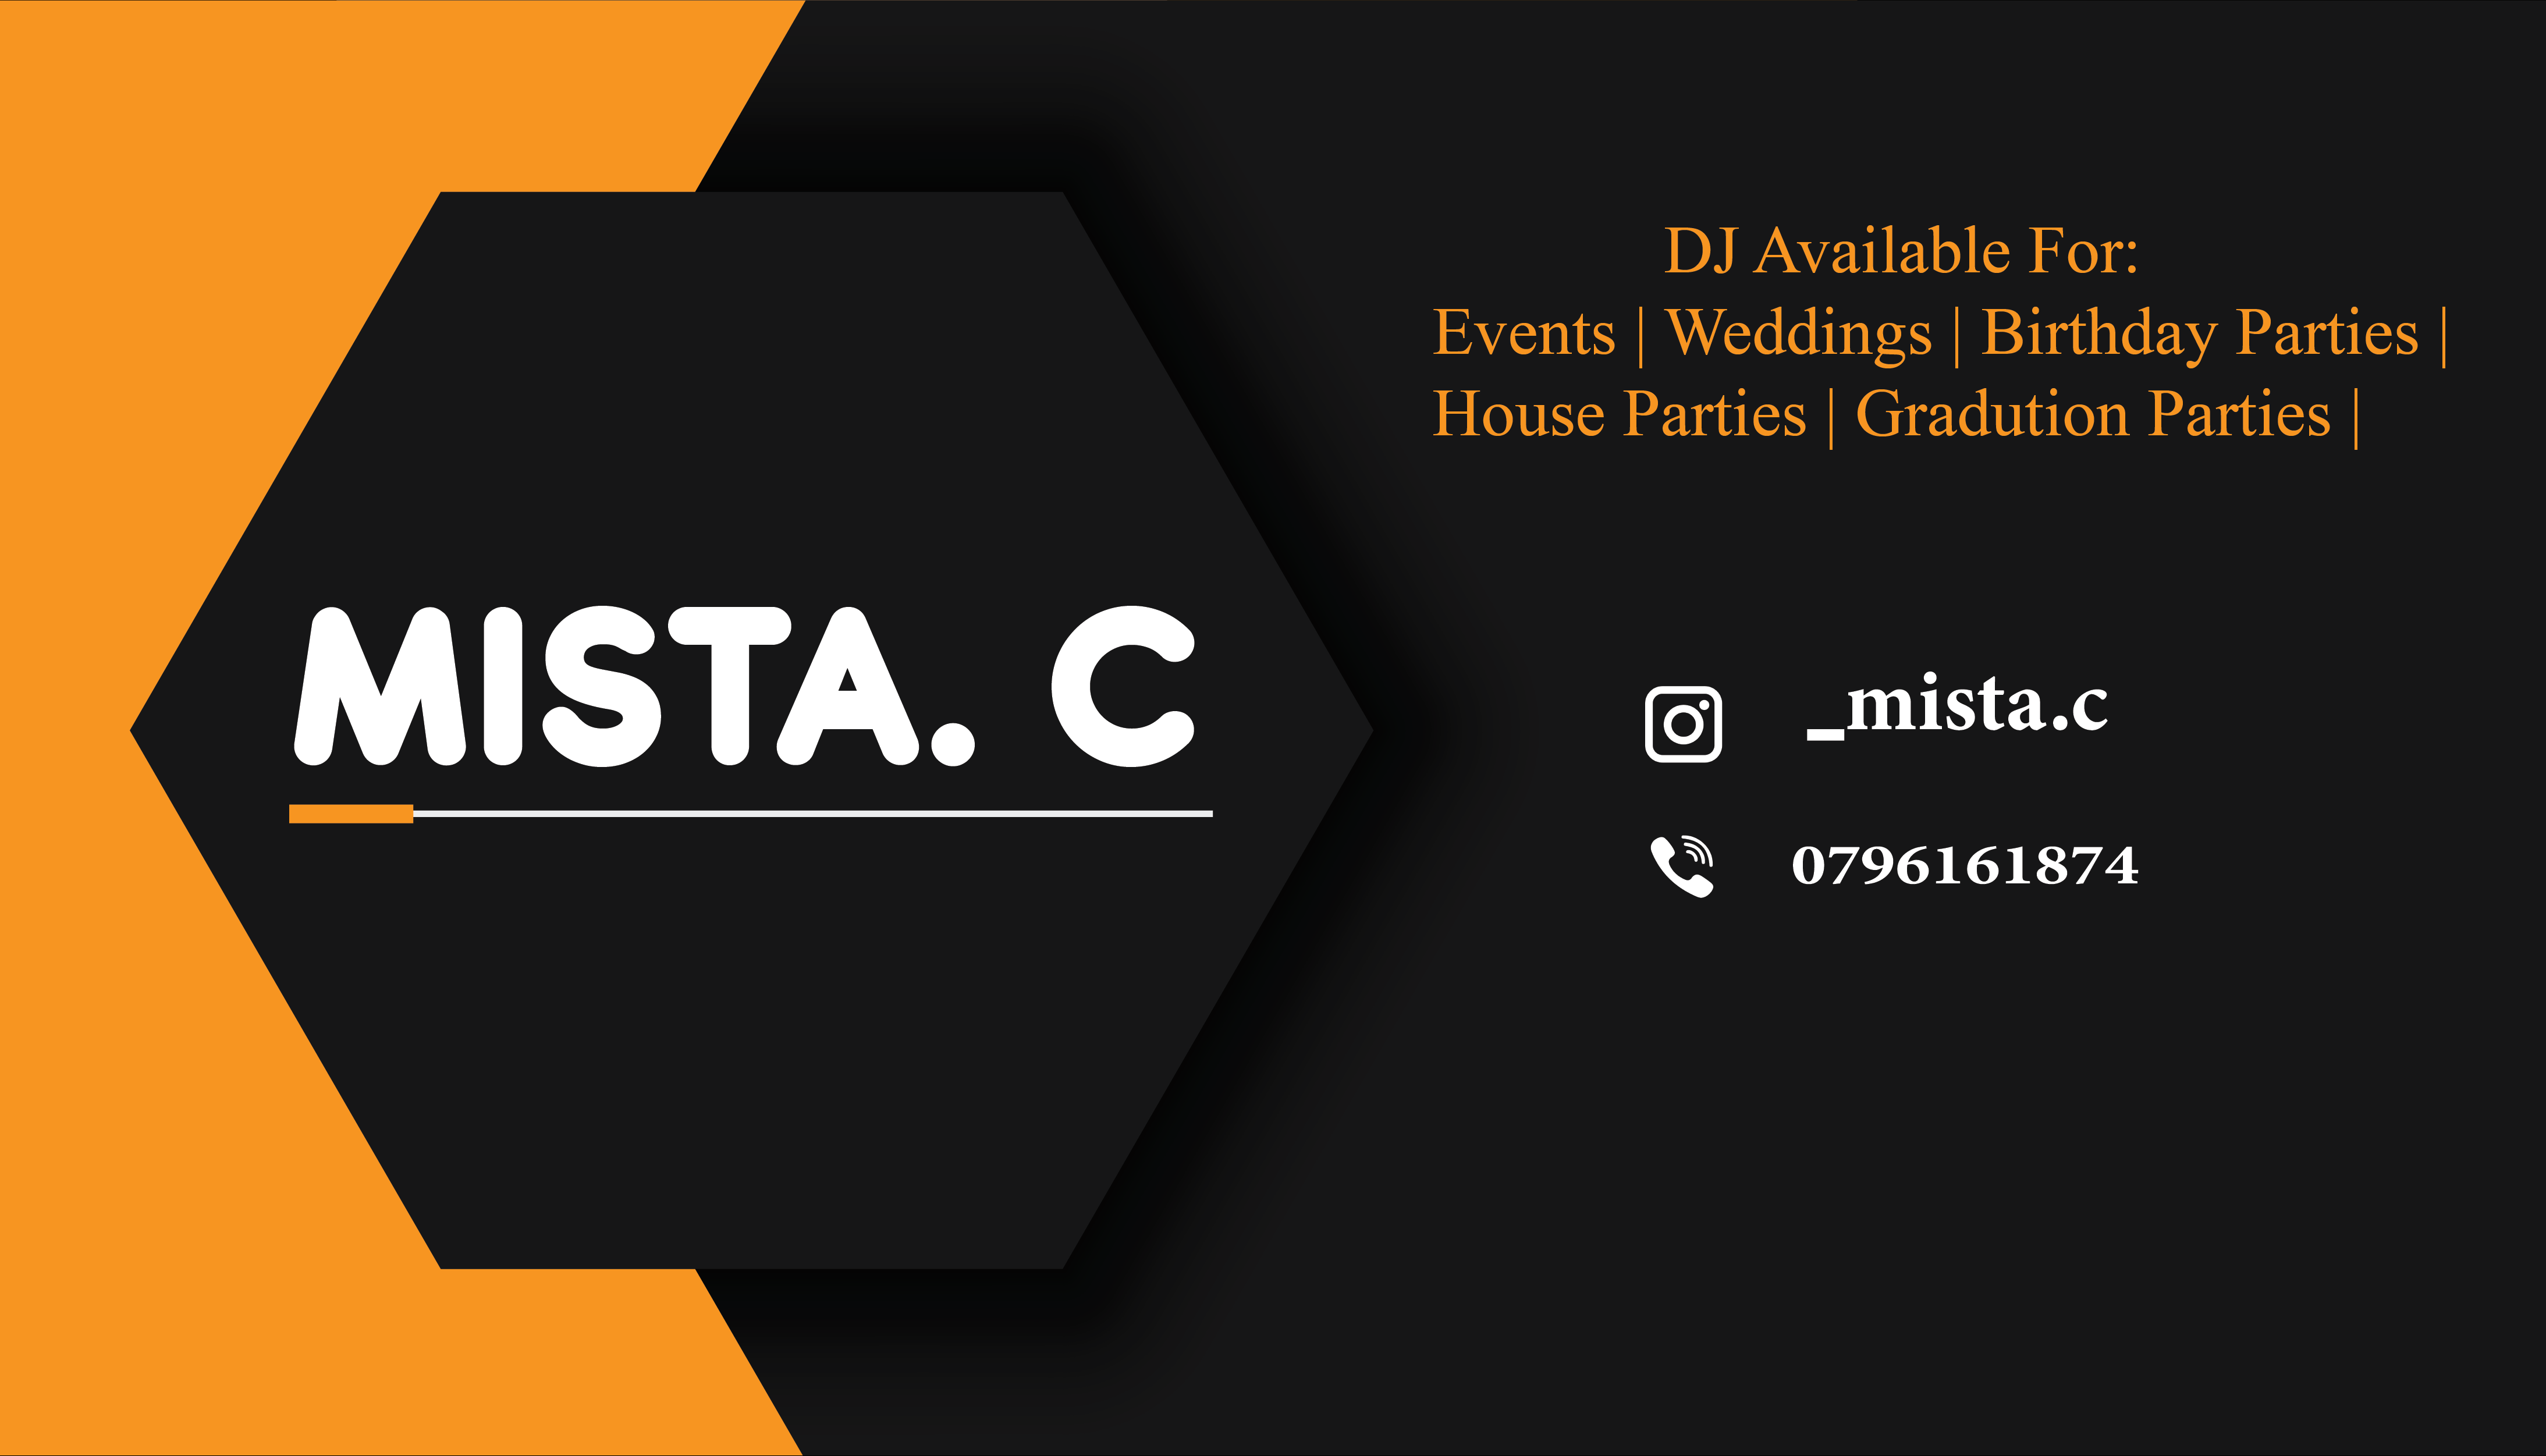 MISTA. C
DJ Available For:
Events | Weddings | Birthday Parties |
House Parties | Gradution Parties |
_mista.c
0796161874